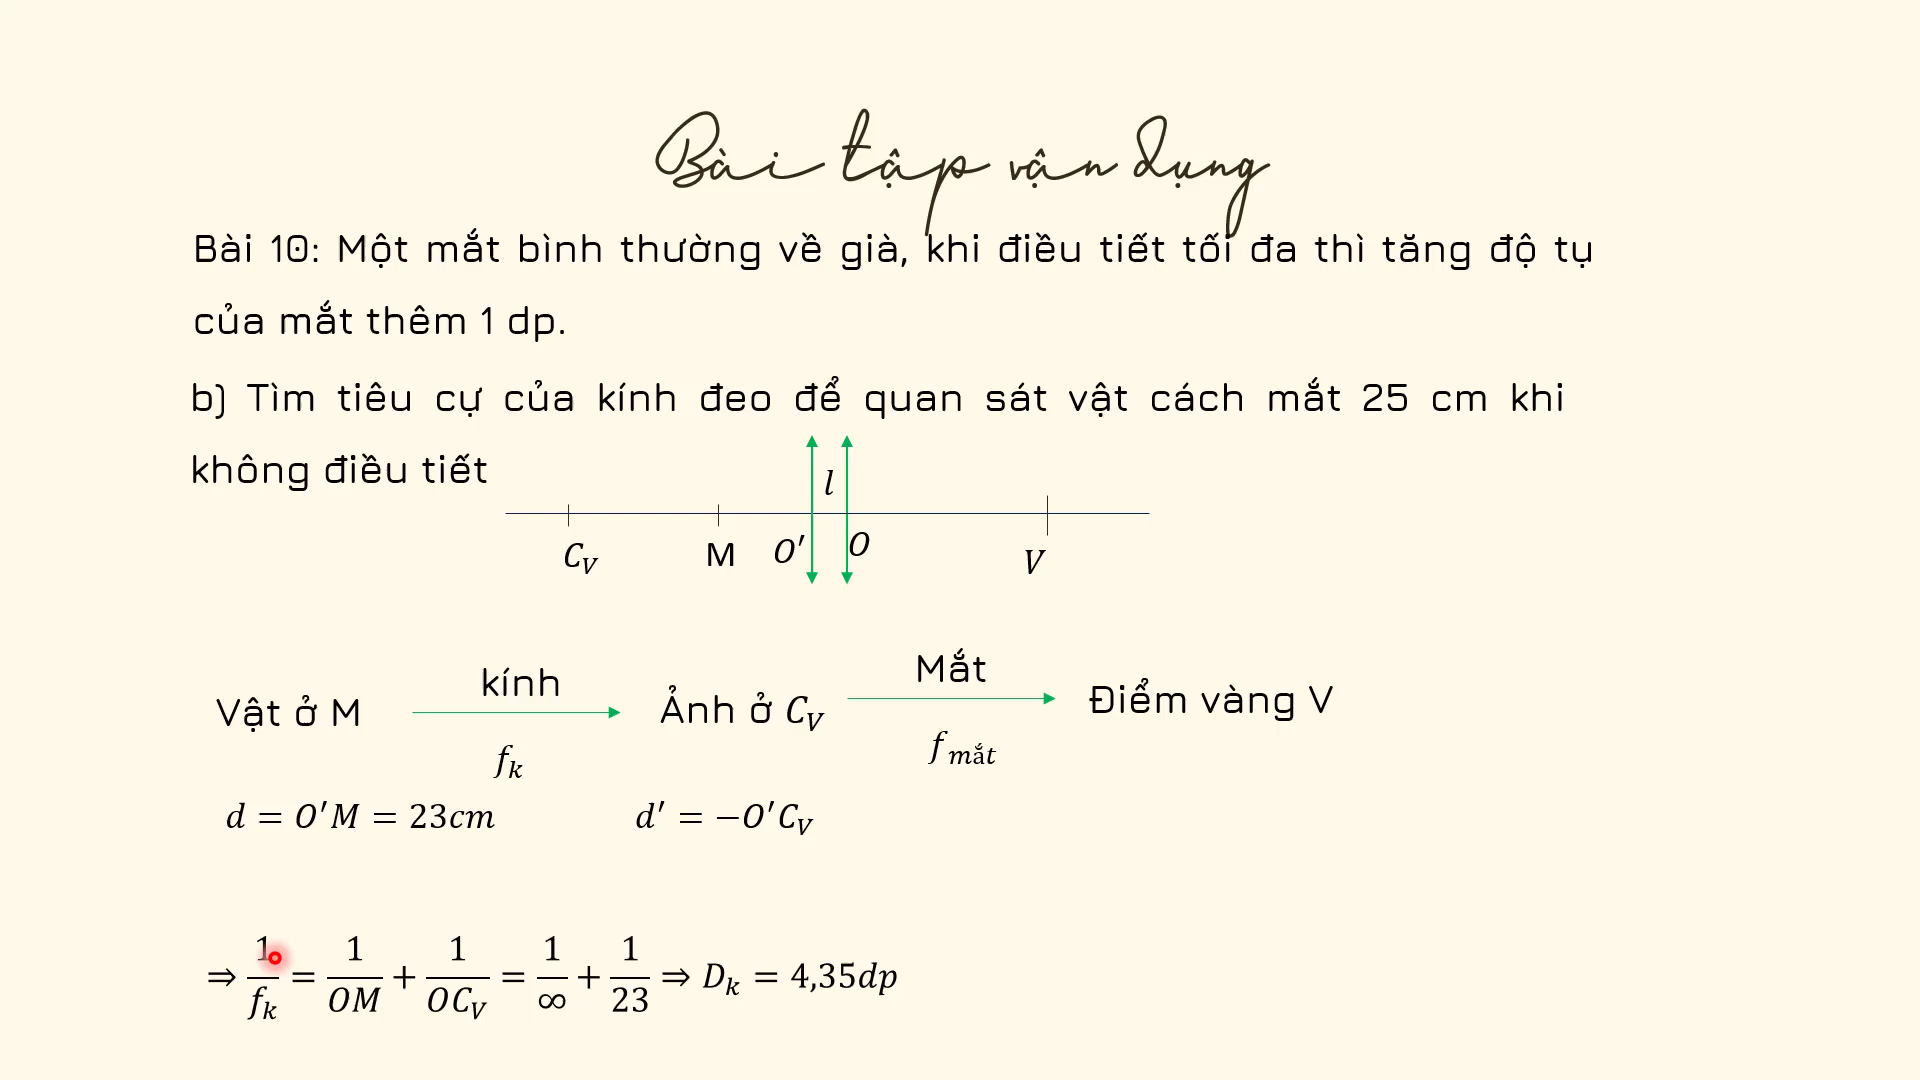 Bài tập vận dụng
Bài 10: Một mắt bình thường về già, khi điều tiết tối đa thì tăng độ tụ
của mắt thêm 1 dp.
b) Tìm tiêu cự của kính đeo để quan sát vật cách mắt 25 cm khi
không điều tiết
l
C_V M O' O V
Vật ở M kính f_k Ảnh ở C_V Mắt f_mắt Điểm vàng V
d = O'M = 23cm d' = −O'C_V
⇒ 1/f_k = 1/OM + 1/OC_V = 1/∞ + 1/23 ⇒ D_k = 4,35dp